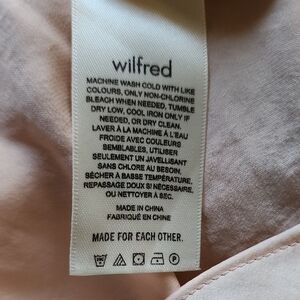 wilfred
MACHINE WASH COLD WITH LIKE
COLOURS, ONLY NON-CHLORINE
BLEACH WHEN NEEDED, TUMBLE
DRY LOW, COOL IRON ONLY IF
NEEDED, OR DRY CLEAN.
LAVER À LA MACHINE À L'EAU
FROIDE AVEC COULEURS
SEMBLABLES, UTILISER
SEULEMENT UN JAVELLISANT
SANS CHLORE AU BESOIN,
SÉCHER À BASSE TEMPÉRATURE,
REPASSAGE DOUX SI NÉCESSAIRE,
OU NETTOYER À SEC.
MADE IN CHINA
FABRIQUÉ EN CHINE
MADE FOR EACH OTHER.
P